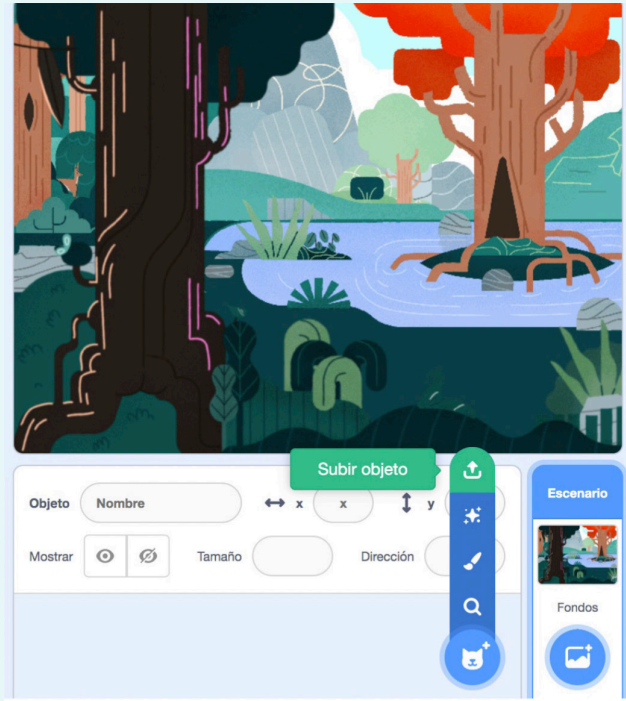 Subir objeto
Objeto Nombre x x y
Escenario
Mostrar Tamaño Dirección
Fondos